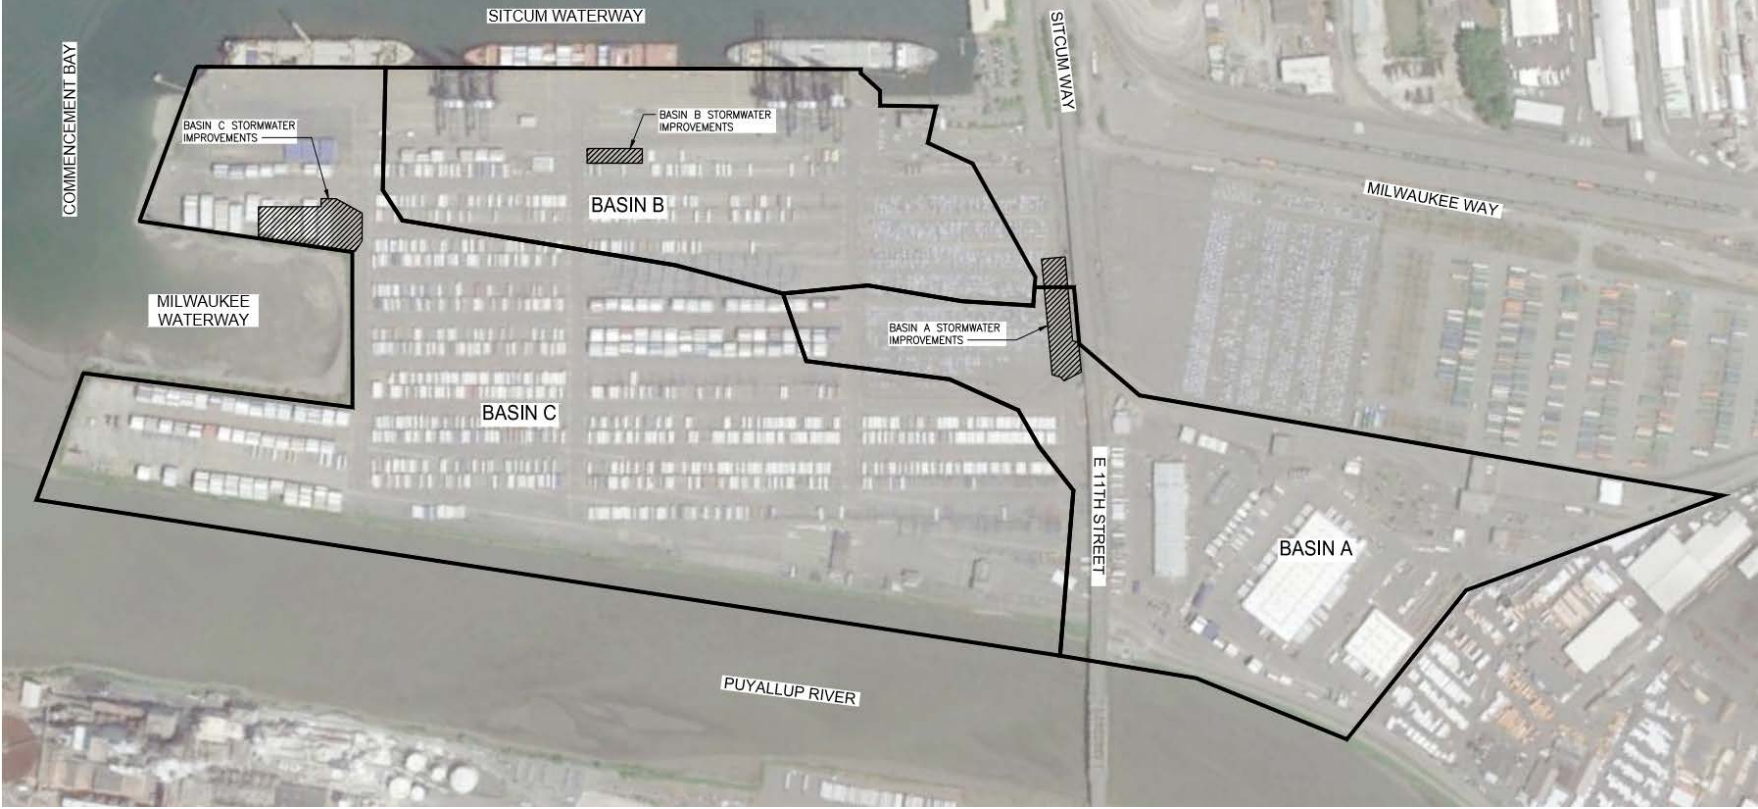 SITCUM WATERWAY
COMMENCEMENT BAY
SITCUM WAY
BASIN C STORMWATER
IMPROVEMENTS
BASIN B STORMWATER
IMPROVEMENTS
BASIN B
MILWAUKEE WAY
MILWAUKEE
WATERWAY
BASIN A STORMWATER
IMPROVEMENTS
BASIN C
E 11TH STREET
BASIN A
PUYALLUP RIVER